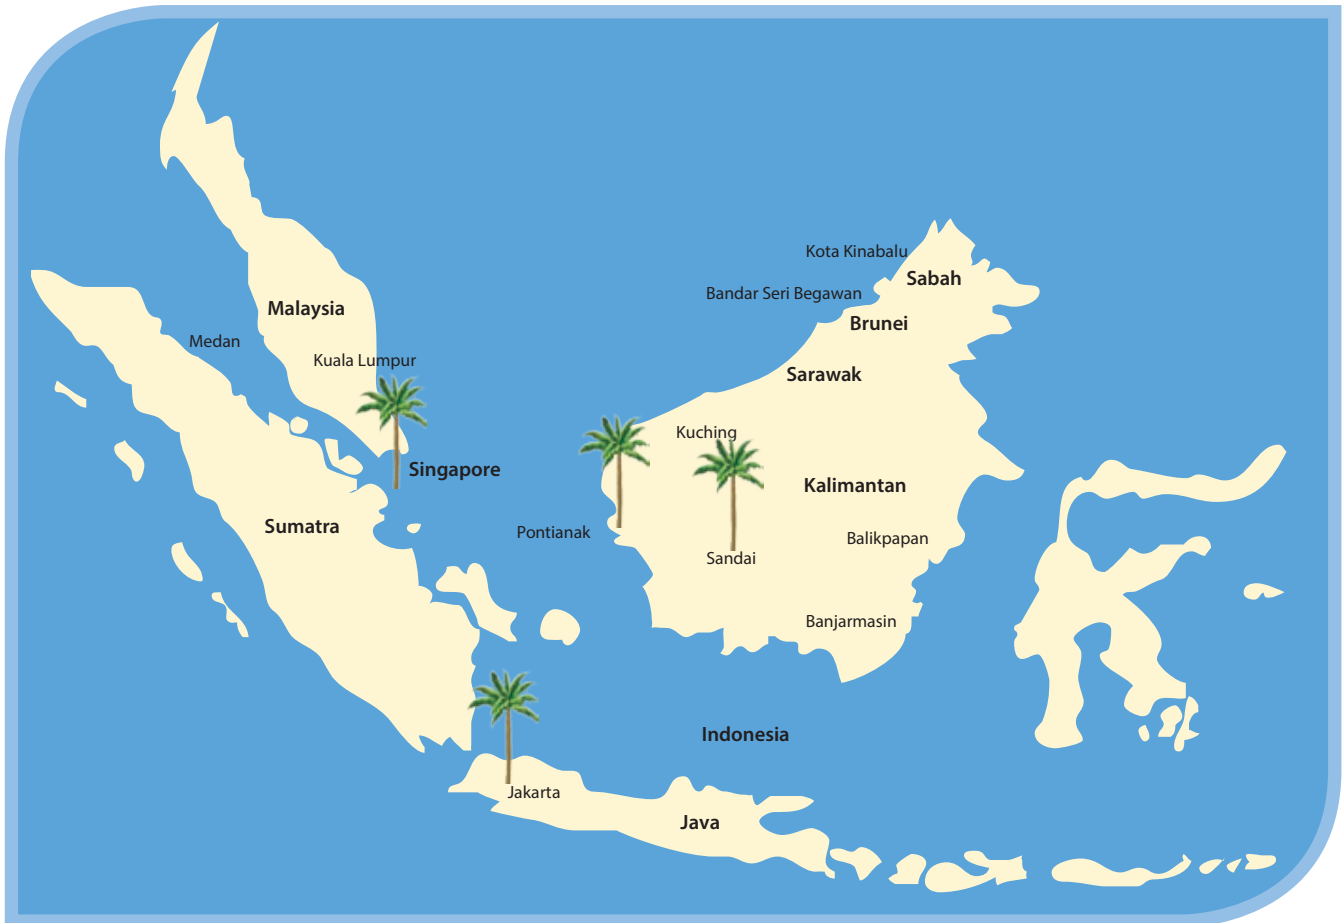 Kota Kinabalu
Sabah
Bandar Seri Begawan
Malaysia
Brunei
Medan
Kuala Lumpur
Sarawak
Kuching
Singapore
Kalimantan
Sumatra
Pontianak
Balikpapan
Sandai
Banjarmasin
Indonesia
Jakarta
Java